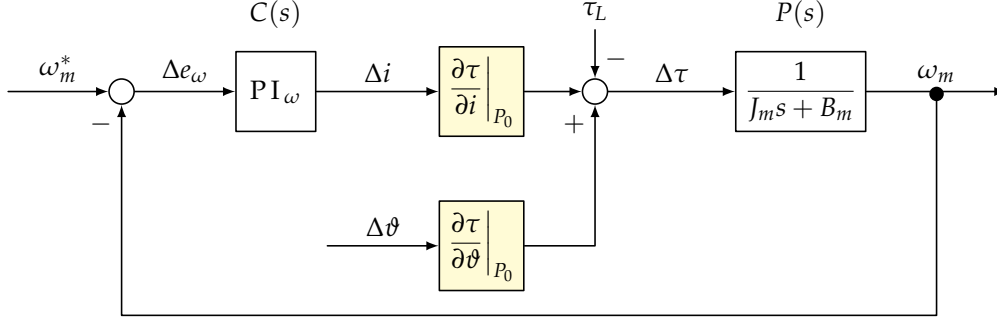 C(s)
τ_L
P(s)
ω_m^*
Δe_ω
PI_ω
Δi
∂τ/∂i|_{P_0}
−
Δτ
1/(J_m s + B_m)
ω_m
−
+
Δϑ
∂τ/∂ϑ|_{P_0}